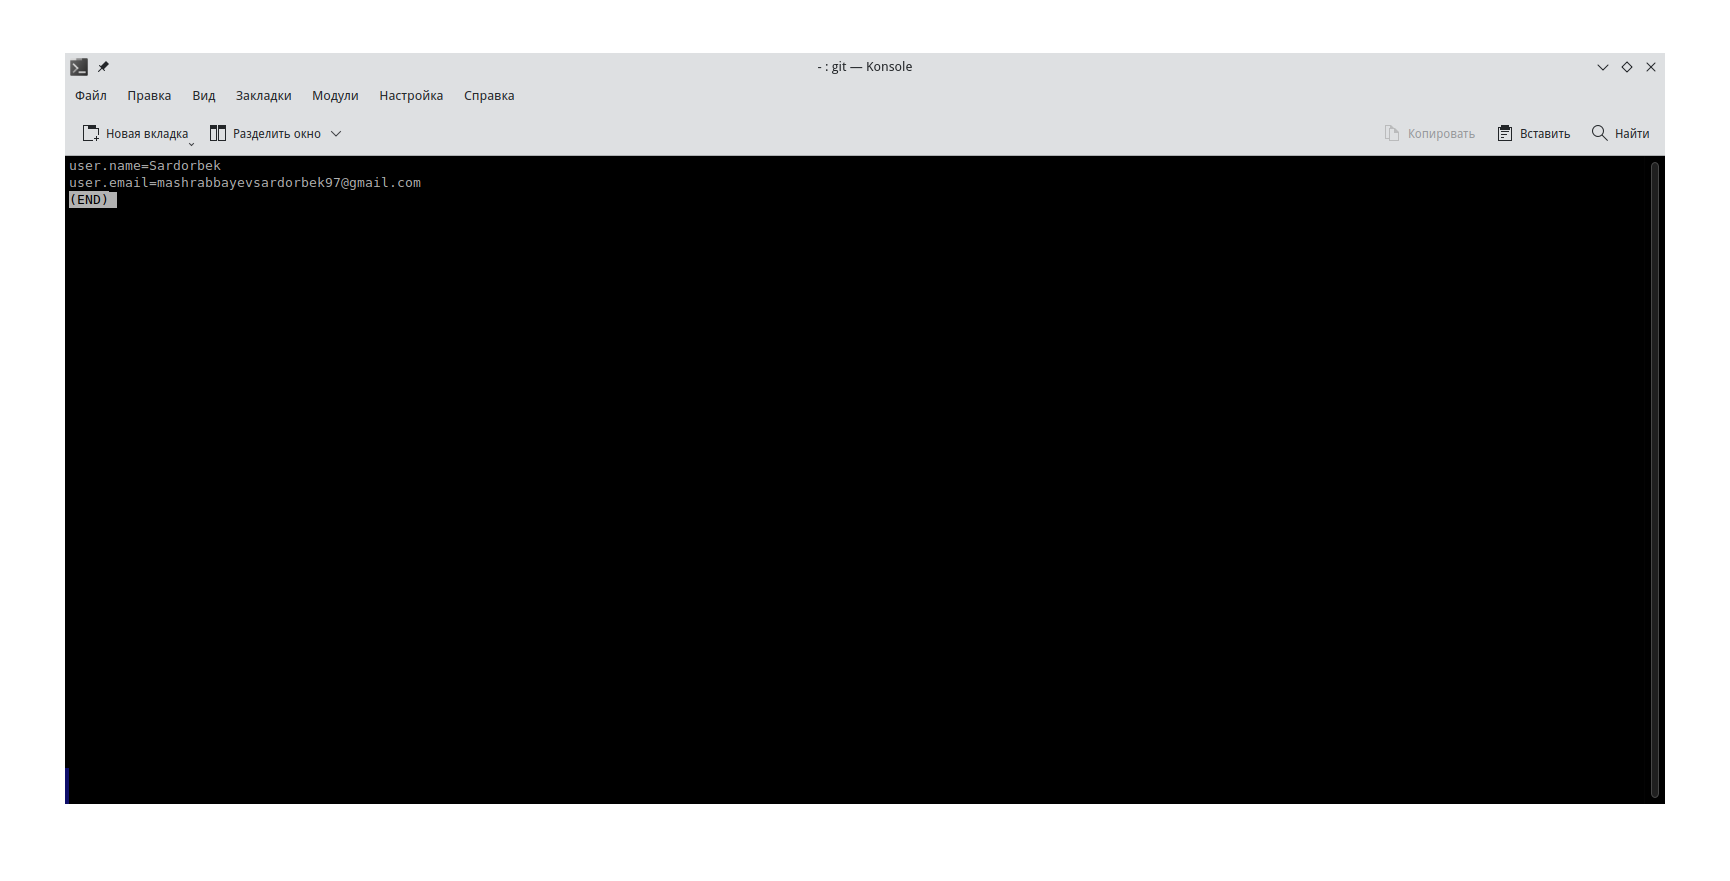 - : git — Konsole
Файл Правка Вид Закладки Модули Настройка Справка
Новая вкладка Разделить окно Копировать Вставить Найти
user.name=Sardorbek
user.email=mashrabbayevsardorbek97@gmail.com
(END)